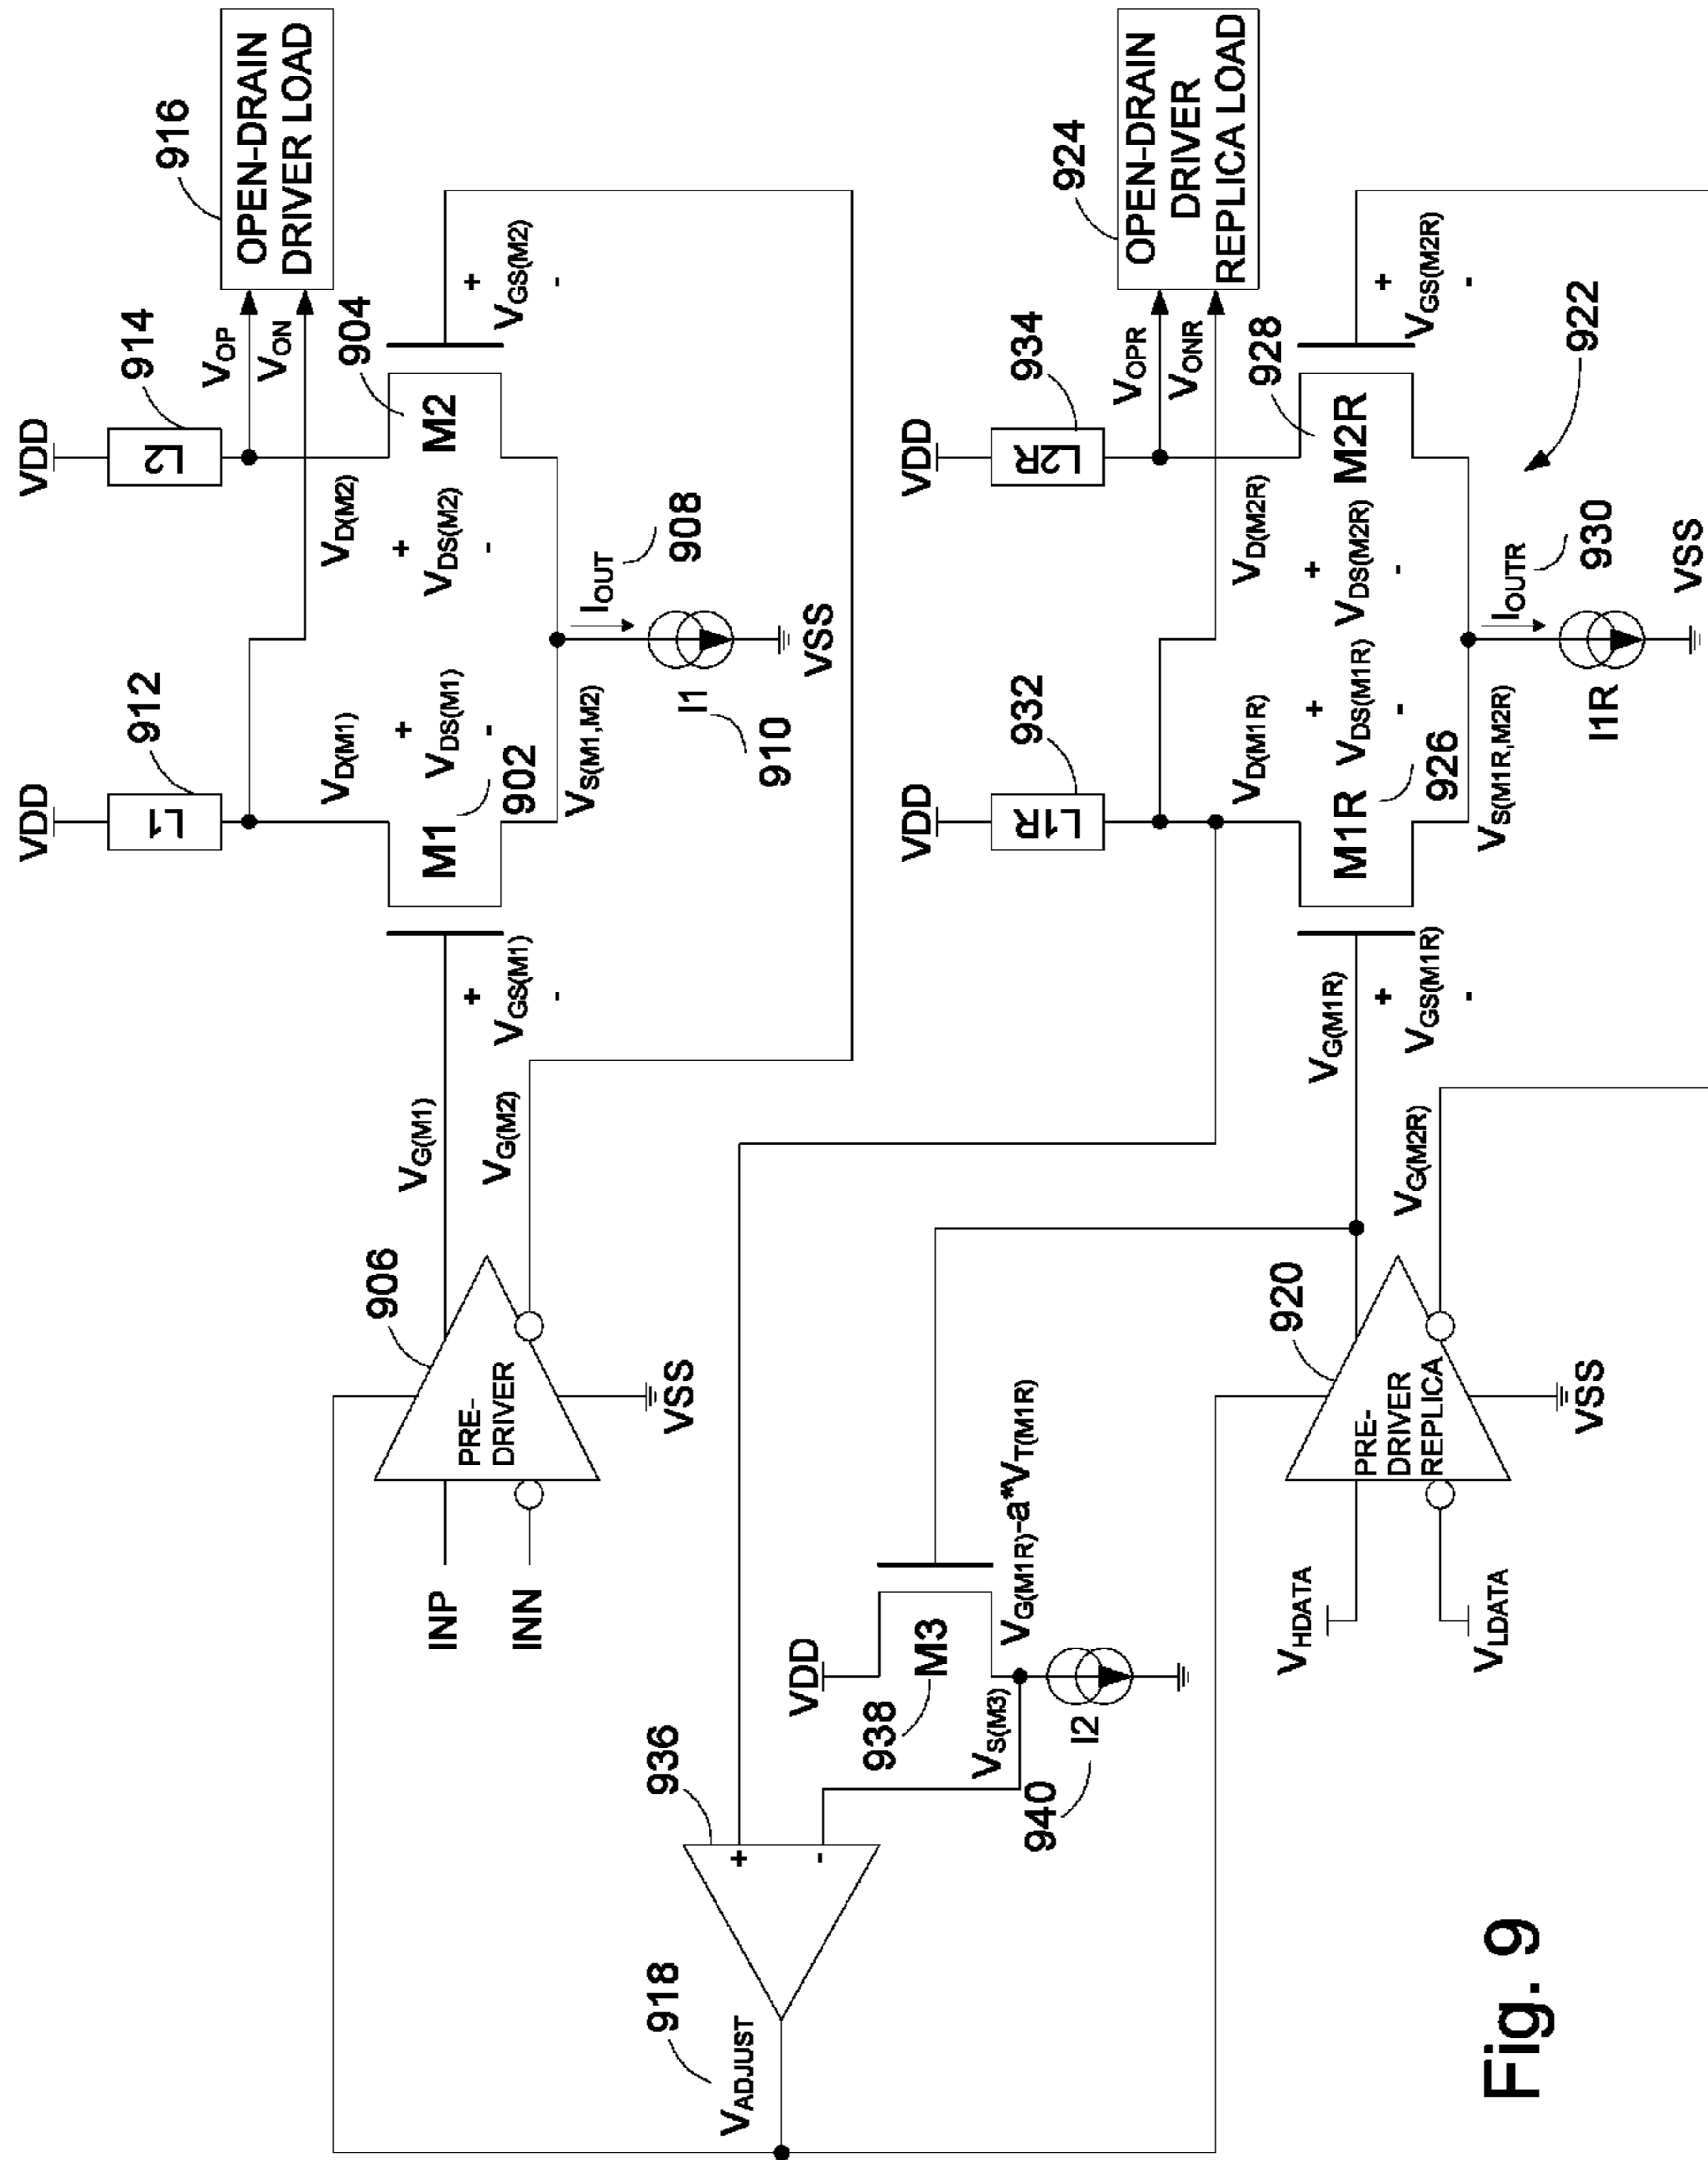 VDD
VDD
912
914
916
L1
L2
OPEN-DRAIN
DRIVER LOAD
VOP
VON
VD(M1)
VD(M2)
906
VG(M1)
VG(M2)
904
M1
M2
+
VDS(M1)
-
+
VDS(M2)
-
902
+
VGS(M1)
-
+
VGS(M2)
-
INP
INN
PRE-
DRIVER
VSS
VS(M1,M2)
IOUT
908
I1
910
VSS
918
VADJUST
936
+
-
VDD
938
M3
VS(M3)
VG(M1R)-a*VT(M1R)
940
I2
VDD
VDD
932
934
924
L1R
L2R
OPEN-DRAIN
DRIVER
REPLICA LOAD
VOPR
VONR
VD(M1R)
VD(M2R)
928
920
VG(M1R)
VG(M2R)
M1R
M2R
+
VDS(M1R)
-
+
VDS(M2R)
-
926
+
VGS(M1R)
-
+
VGS(M2R)
-
VHDATA
VLDATA
PRE-
DRIVER
REPLICA
VSS
VS(M1R,M2R)
IOUTR
930
922
I1R
VSS
Fig. 9